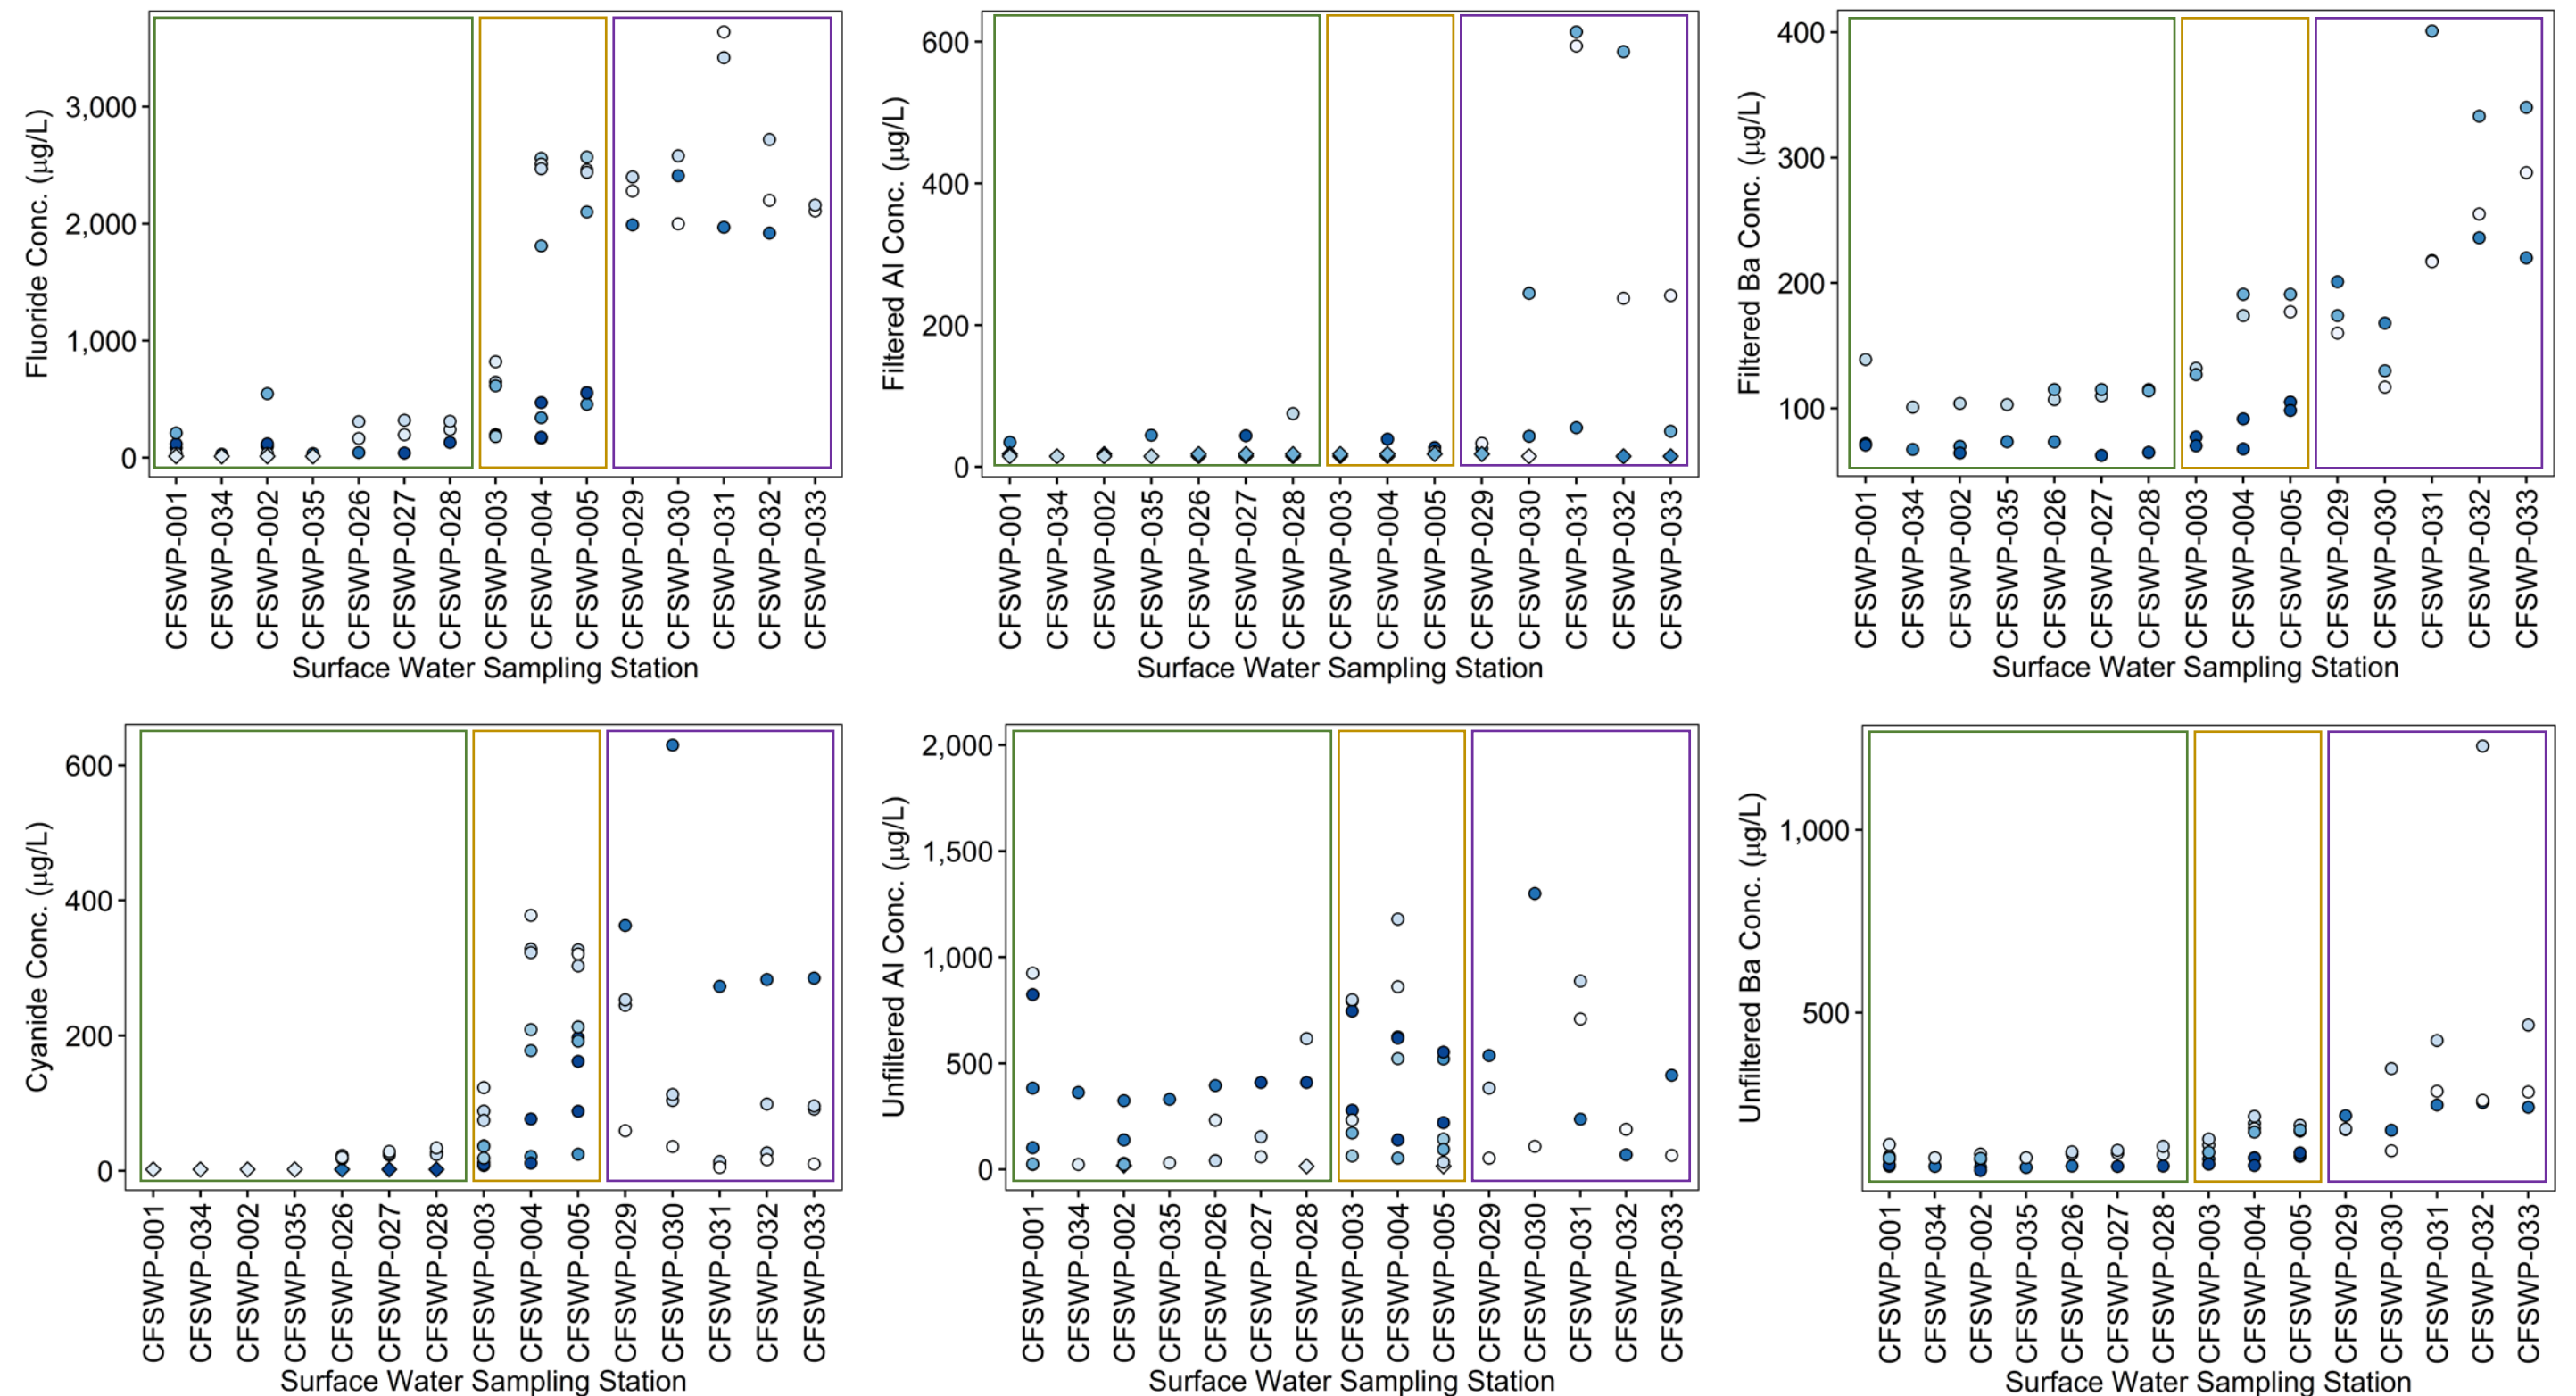 Fluoride Conc. (μg/L)
3,000
2,000
1,000
0
CFSWP-001
CFSWP-034
CFSWP-002
CFSWP-035
CFSWP-026
CFSWP-027
CFSWP-028
CFSWP-003
CFSWP-004
CFSWP-005
CFSWP-029
CFSWP-030
CFSWP-031
CFSWP-032
CFSWP-033
Surface Water Sampling Station
Filtered Al Conc. (μg/L)
600
400
200
0
CFSWP-001
CFSWP-034
CFSWP-002
CFSWP-035
CFSWP-026
CFSWP-027
CFSWP-028
CFSWP-003
CFSWP-004
CFSWP-005
CFSWP-029
CFSWP-030
CFSWP-031
CFSWP-032
CFSWP-033
Surface Water Sampling Station
Filtered Ba Conc. (μg/L)
400
300
200
100
CFSWP-001
CFSWP-034
CFSWP-002
CFSWP-035
CFSWP-026
CFSWP-027
CFSWP-028
CFSWP-003
CFSWP-004
CFSWP-005
CFSWP-029
CFSWP-030
CFSWP-031
CFSWP-032
CFSWP-033
Surface Water Sampling Station
Cyanide Conc. (μg/L)
600
400
200
0
CFSWP-001
CFSWP-034
CFSWP-002
CFSWP-035
CFSWP-026
CFSWP-027
CFSWP-028
CFSWP-003
CFSWP-004
CFSWP-005
CFSWP-029
CFSWP-030
CFSWP-031
CFSWP-032
CFSWP-033
Surface Water Sampling Station
Unfiltered Al Conc. (μg/L)
2,000
1,500
1,000
500
0
CFSWP-001
CFSWP-034
CFSWP-002
CFSWP-035
CFSWP-026
CFSWP-027
CFSWP-028
CFSWP-003
CFSWP-004
CFSWP-005
CFSWP-029
CFSWP-030
CFSWP-031
CFSWP-032
CFSWP-033
Surface Water Sampling Station
Unfiltered Ba Conc. (μg/L)
1,000
500
CFSWP-001
CFSWP-034
CFSWP-002
CFSWP-035
CFSWP-026
CFSWP-027
CFSWP-028
CFSWP-003
CFSWP-004
CFSWP-005
CFSWP-029
CFSWP-030
CFSWP-031
CFSWP-032
CFSWP-033
Surface Water Sampling Station